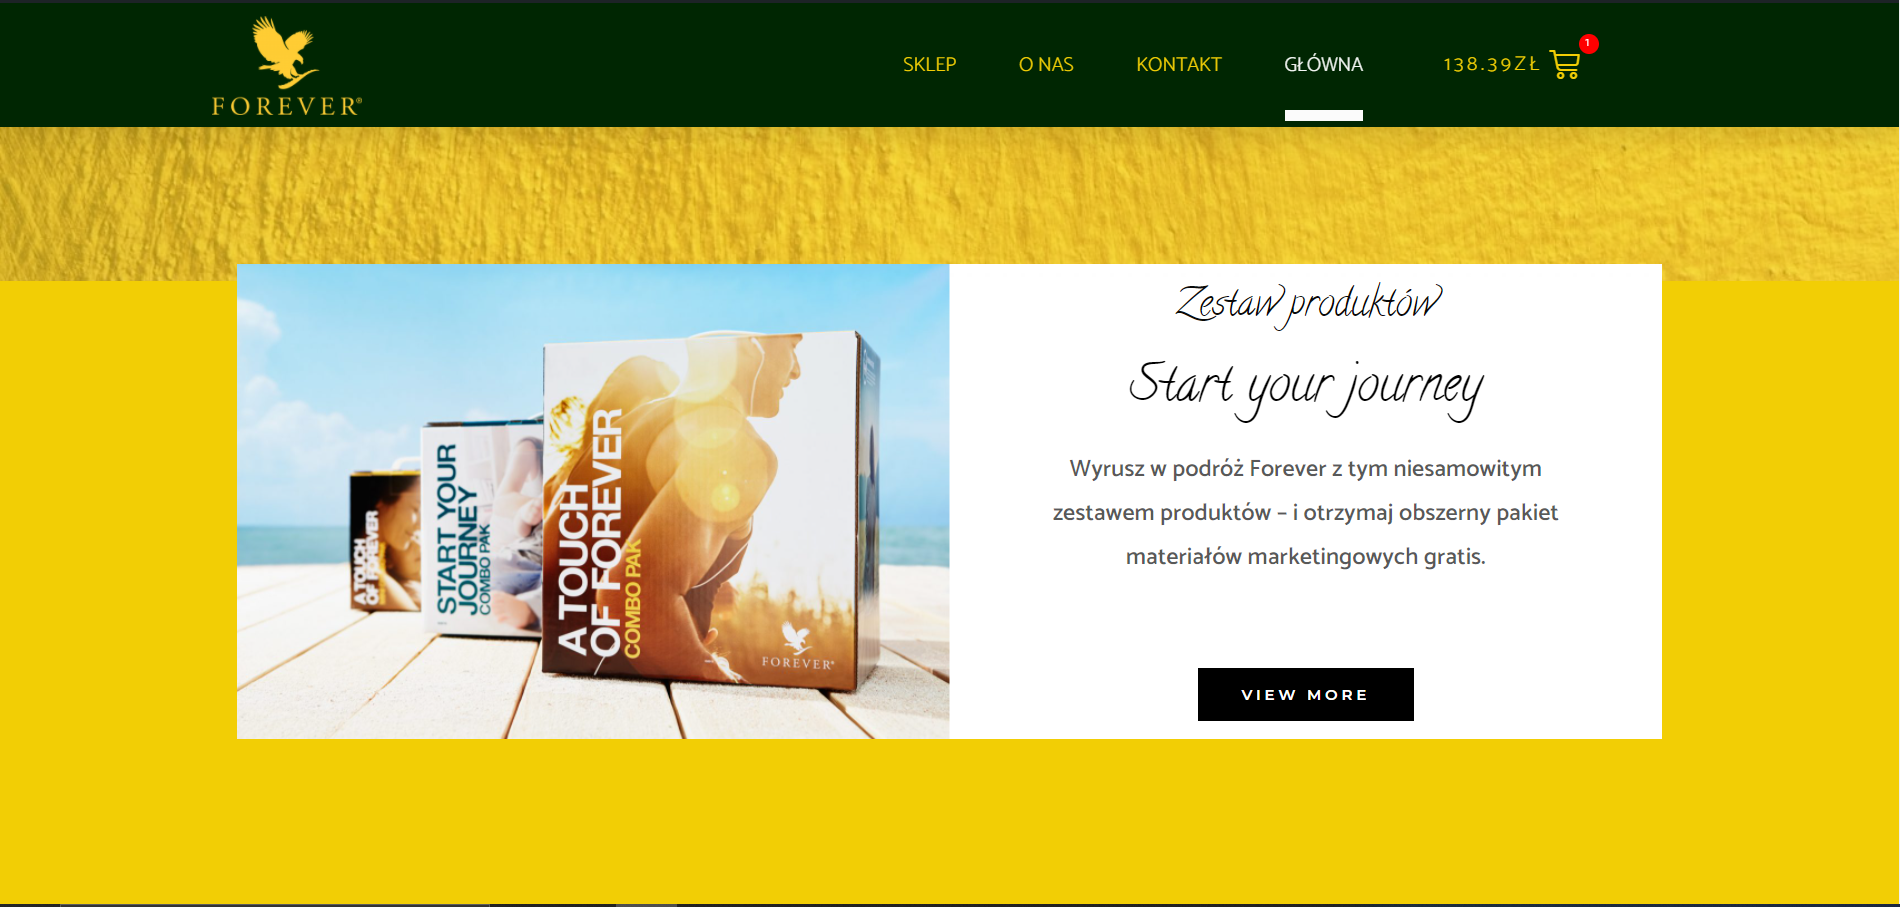 FOREVER®
SKLEP
O NAS
KONTAKT
GŁÓWNA
138.39ZŁ
1
A TOUCH
OF FOREVER
START YOUR
JOURNEY
COMBO PAK
A TOUCH
OF FOREVER
COMBO PAK
FOREVER®
Zestaw produktów
Start your journey
Wyrusz w podróż Forever z tym niesamowitym
zestawem produktów – i otrzymaj obszerny pakiet
materiałów marketingowych gratis.
VIEW MORE